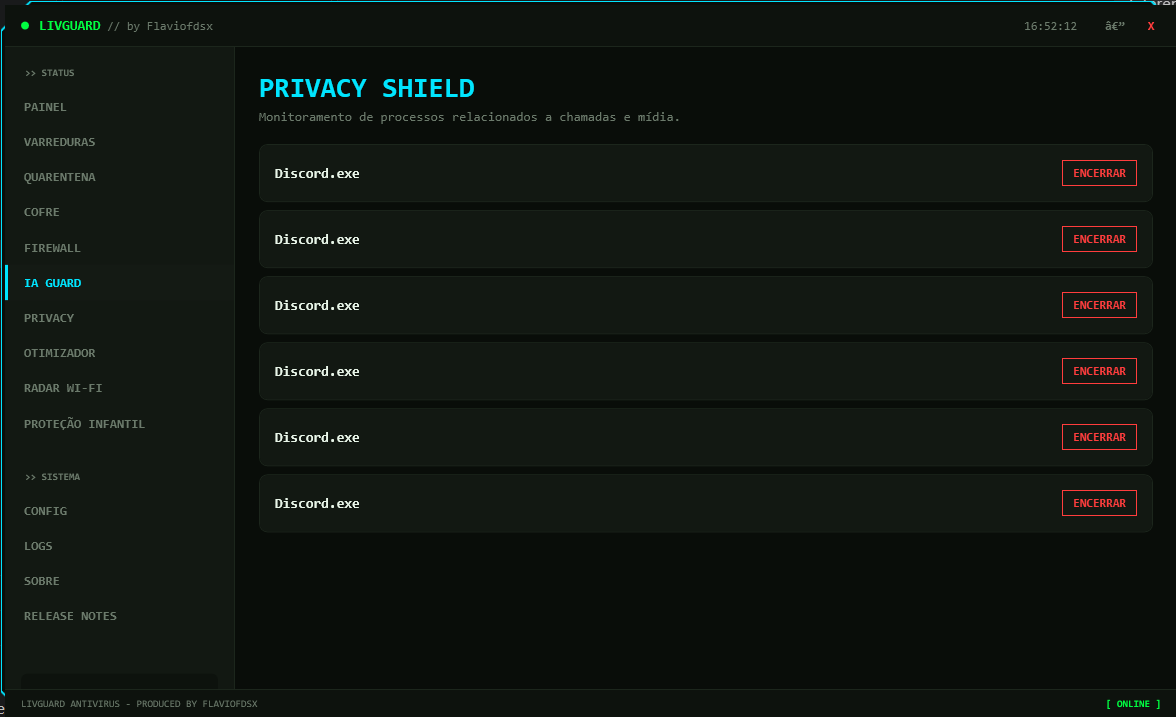 LIVGUARD // by Flaviofdsx
16:52:12 â€” X
>> STATUS
PAINEL
VARREDURAS
QUARENTENA
COFRE
FIREWALL
IA GUARD
PRIVACY
OTIMIZADOR
RADAR WI-FI
PROTEÇÃO INFANTIL
>> SISTEMA
CONFIG
LOGS
SOBRE
RELEASE NOTES
PRIVACY SHIELD
Monitoramento de processos relacionados a chamadas e mídia.
Discord.exe ENCERRAR
Discord.exe ENCERRAR
Discord.exe ENCERRAR
Discord.exe ENCERRAR
Discord.exe ENCERRAR
Discord.exe ENCERRAR
LIVGUARD ANTIVIRUS - PRODUCED BY FLAVIOFDSX
[ ONLINE ]